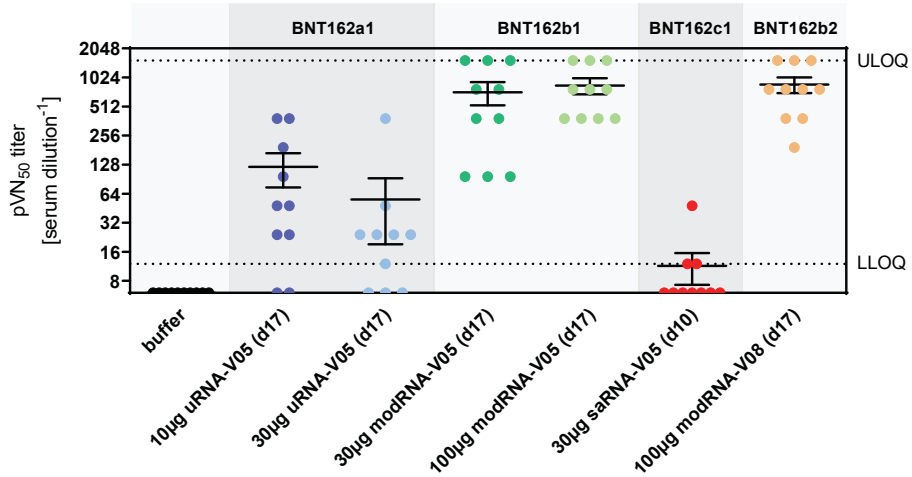 BNT162a1 BNT162b1 BNT162c1 BNT162b2
2048
1024
512
256
128
64
32
16
8
pVN50 titer
[serum dilution−1]
ULOQ
LLOQ
buffer
10µg uRNA-V05 (d17)
30µg uRNA-V05 (d17)
30µg modRNA-V05 (d17)
100µg modRNA-V05 (d17)
30µg saRNA-V05 (d10)
100µg modRNA-V08 (d17)